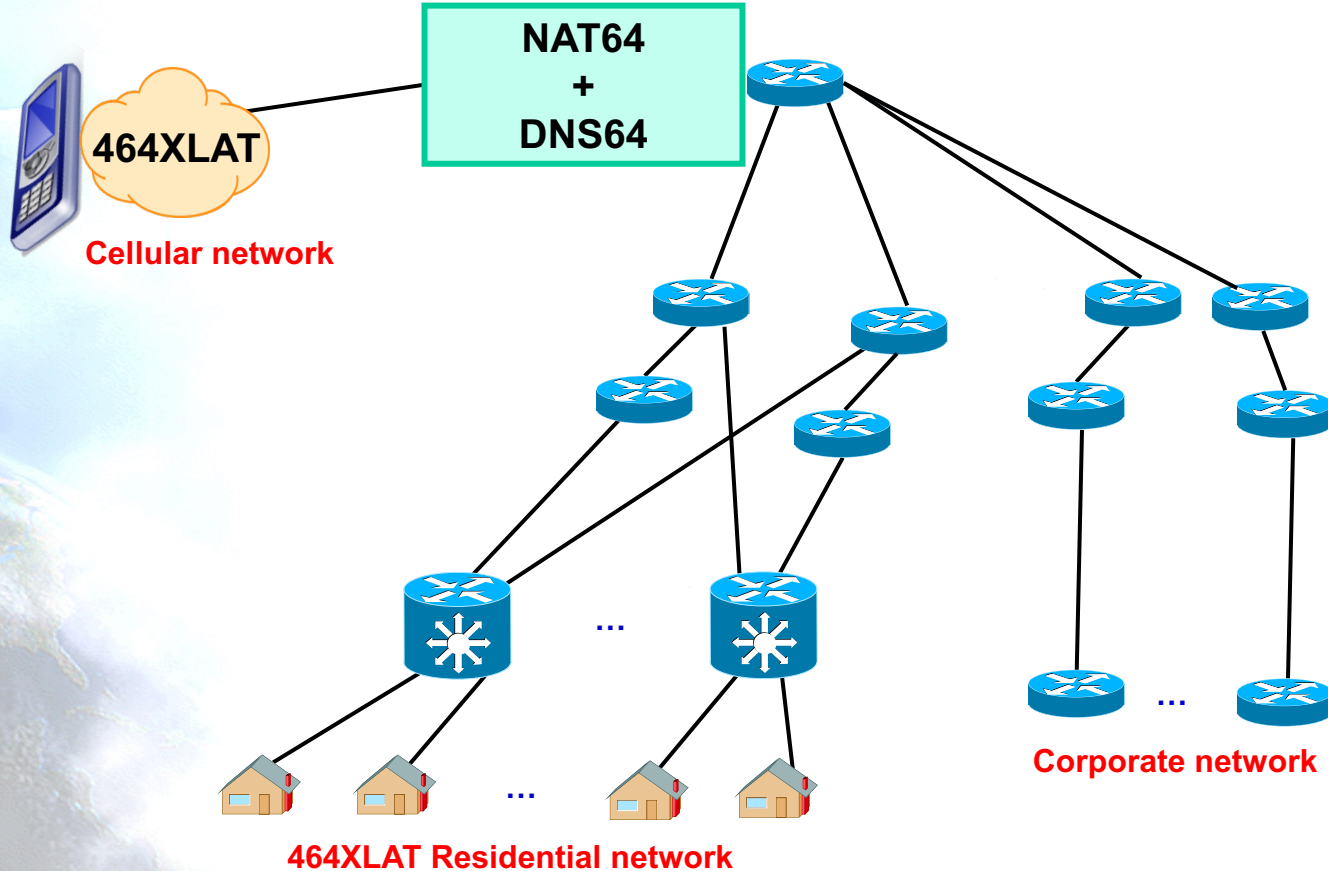 NAT64
+
DNS64
464XLAT
Cellular network
...
...
...
Corporate network
464XLAT Residential network